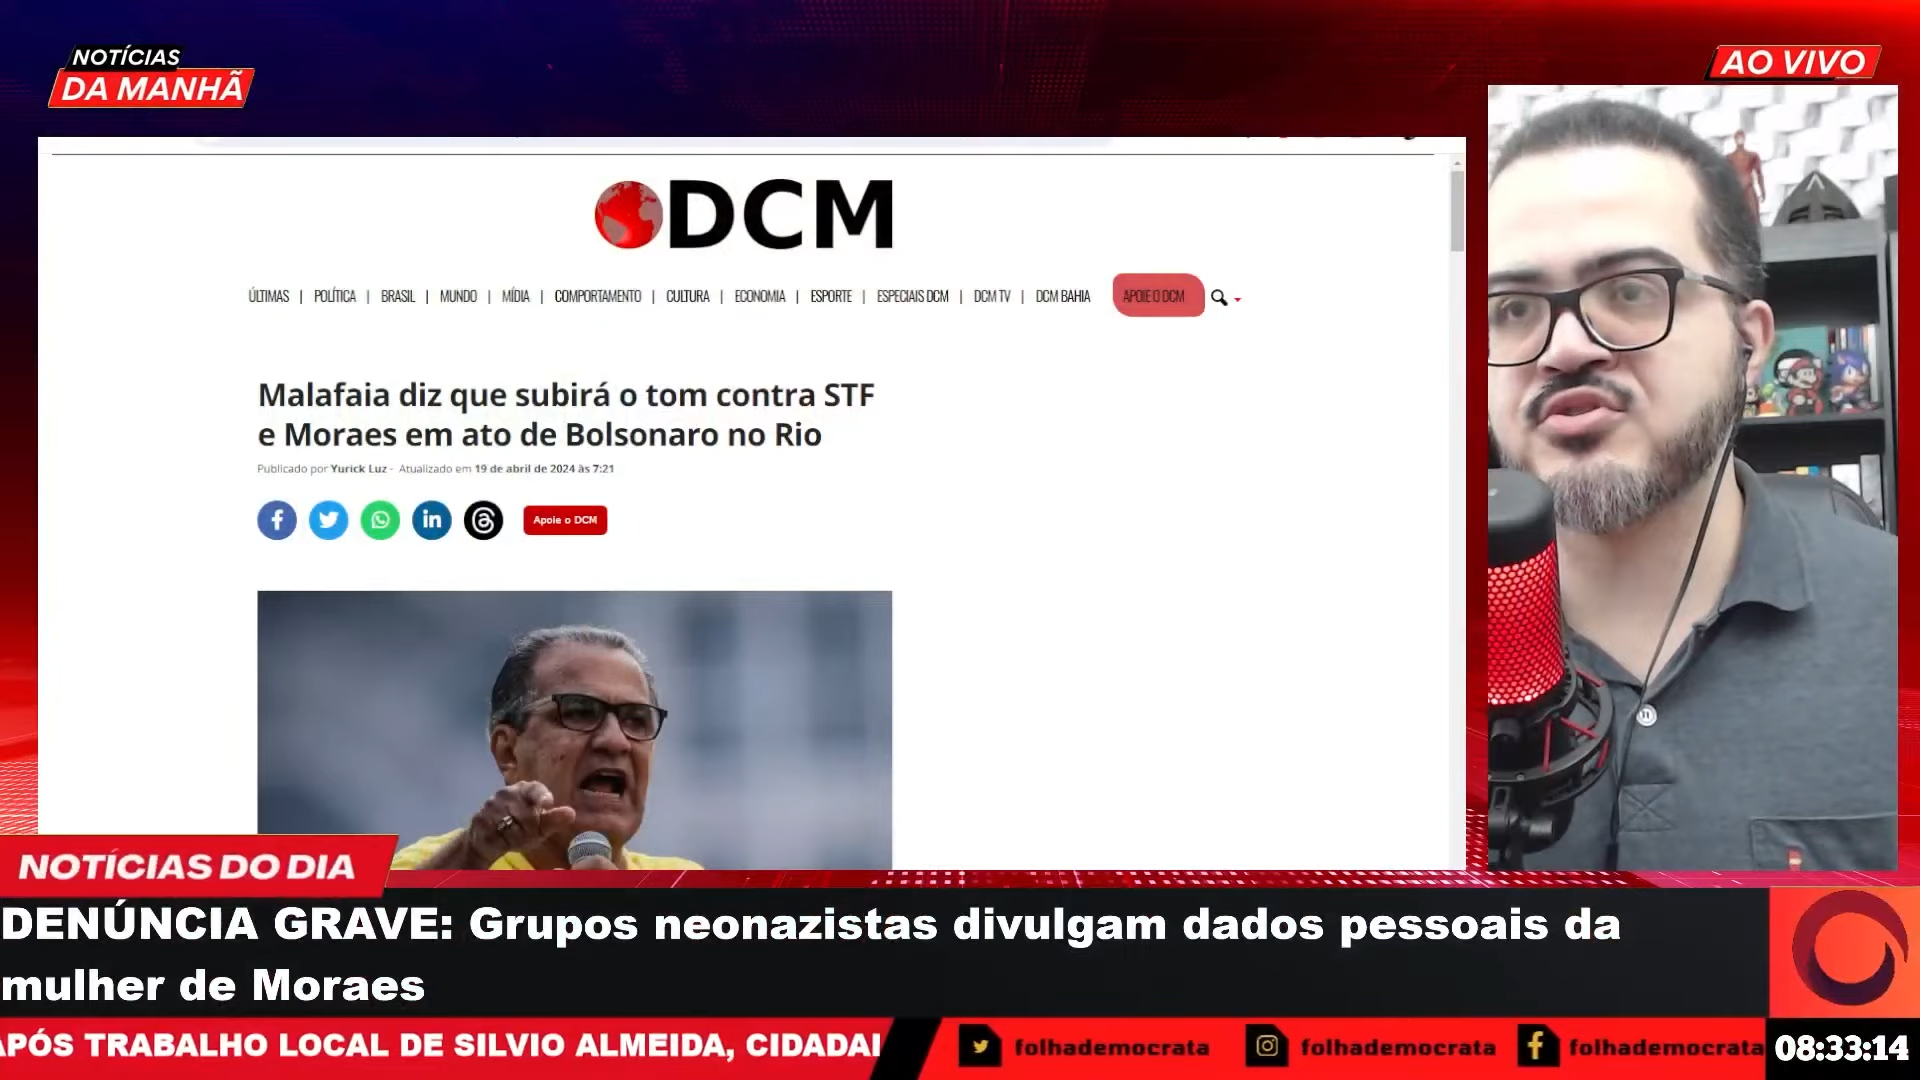 NOTÍCIAS
DA MANHÃ
AO VIVO
DCM
ÚLTIMAS | POLÍTICA | BRASIL | MUNDO | MÍDIA | COMPORTAMENTO | CULTURA | ECONOMIA | ESPORTE | ESPECIAIS DCM | DCM TV | DCM BAHIA APOIE O DCM
Malafaia diz que subirá o tom contra STF
e Moraes em ato de Bolsonaro no Rio
Publicado por Yurick Luz - Atualizado em 19 de abril de 2024 às 7:21
Apoie o DCM
NOTÍCIAS DO DIA
DENÚNCIA GRAVE: Grupos neonazistas divulgam dados pessoais da
mulher de Moraes
APÓS TRABALHO LOCAL DE SILVIO ALMEIDA, CIDADAI
folhademocrata folhademocrata folhademocrata 08:33:14